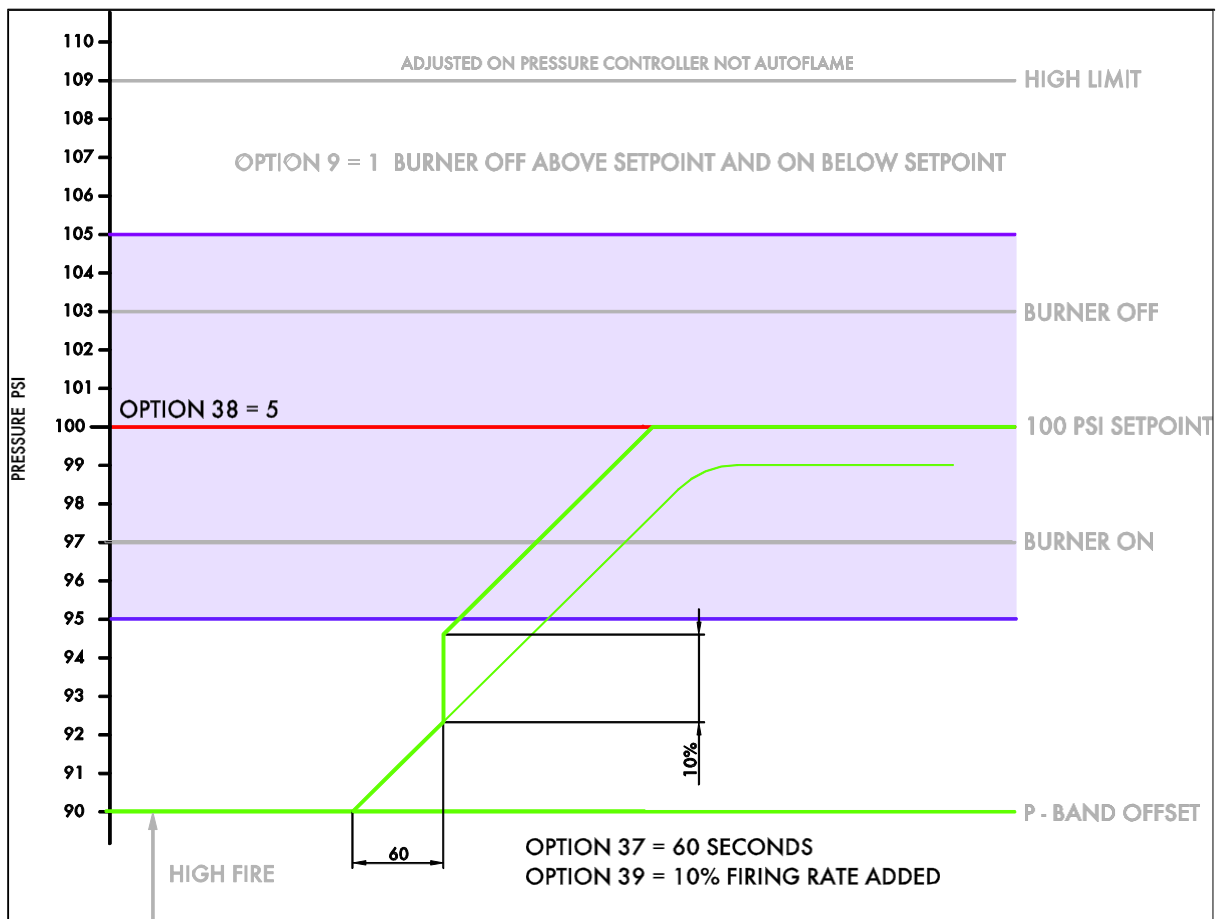 110
ADJUSTED ON PRESSURE CONTROLLER NOT AUTOFLAME
109
HIGH LIMIT
108
107
OPTION 9 = 1 BURNER OFF ABOVE SETPOINT AND ON BELOW SETPOINT
106
105
104
103
BURNER OFF
102
101
OPTION 38 = 5
100
100 PSI SETPOINT
PRESSURE PSI
99
98
97
BURNER ON
96
95
94
93
92
10%
91
90
P - BAND OFFSET
60
OPTION 37 = 60 SECONDS
HIGH FIRE
OPTION 39 = 10% FIRING RATE ADDED